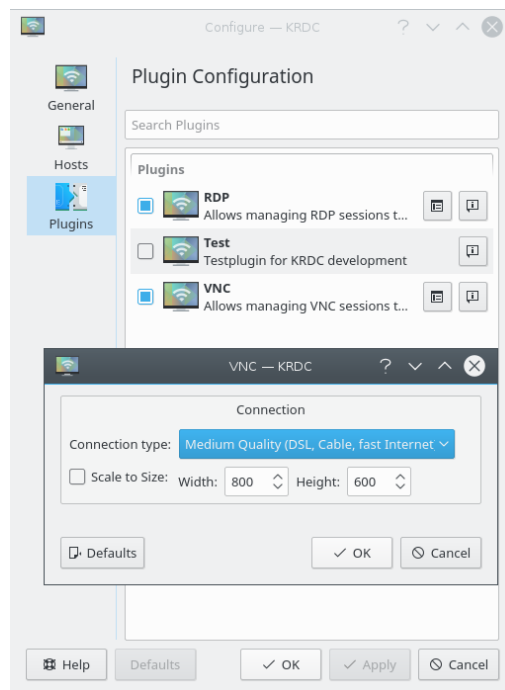 Configure — KRDC
General
Hosts
Plugins
Plugin Configuration
Search Plugins
Plugins
RDP
Allows managing RDP sessions t...
Test
Testplugin for KRDC development
VNC
Allows managing VNC sessions t...
VNC — KRDC
Connection
Connection type: Medium Quality (DSL, Cable, fast Internet
Scale to Size: Width: 800 Height: 600
Defaults OK Cancel
Help Defaults OK Apply Cancel